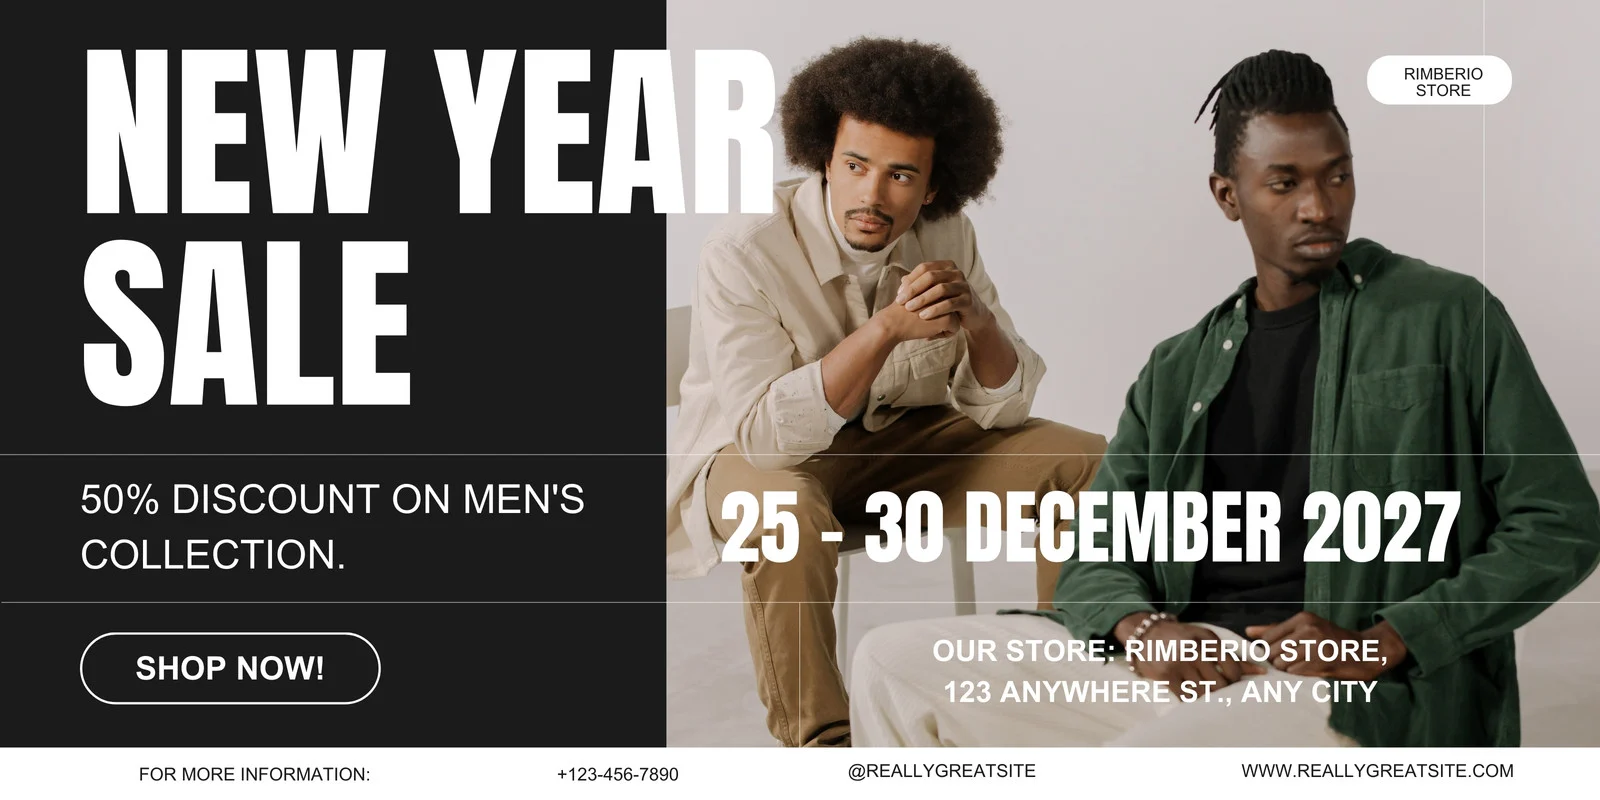 NEW YEAR
SALE
RIMBERIO
STORE
50% DISCOUNT ON MEN'S
COLLECTION.
25 - 30 DECEMBER 2027
SHOP NOW!
OUR STORE: RIMBERIO STORE,
123 ANYWHERE ST., ANY CITY
FOR MORE INFORMATION:
+123-456-7890
@REALLYGREATSITE
WWW.REALLYGREATSITE.COM